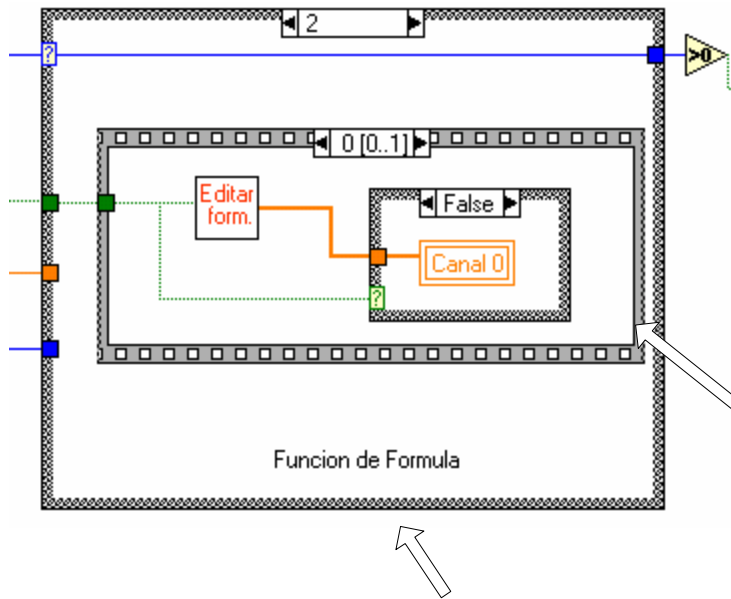 2
?
>0
0 [0..1]
Editar
form.
False
Canal 0
?
Funcion de Formula